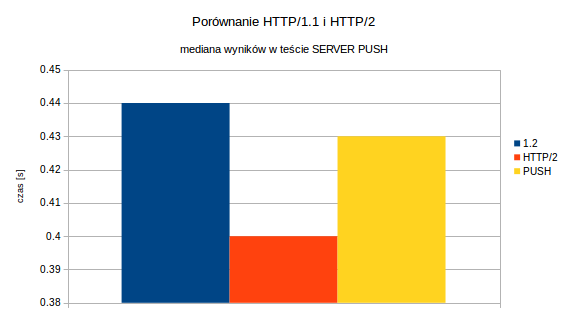 Porównanie HTTP/1.1 i HTTP/2
mediana wyników w teście SERVER PUSH
0.45
0.44
0.43
0.42
0.41
0.4
0.39
0.38
czas [s]
1.2
HTTP/2
PUSH